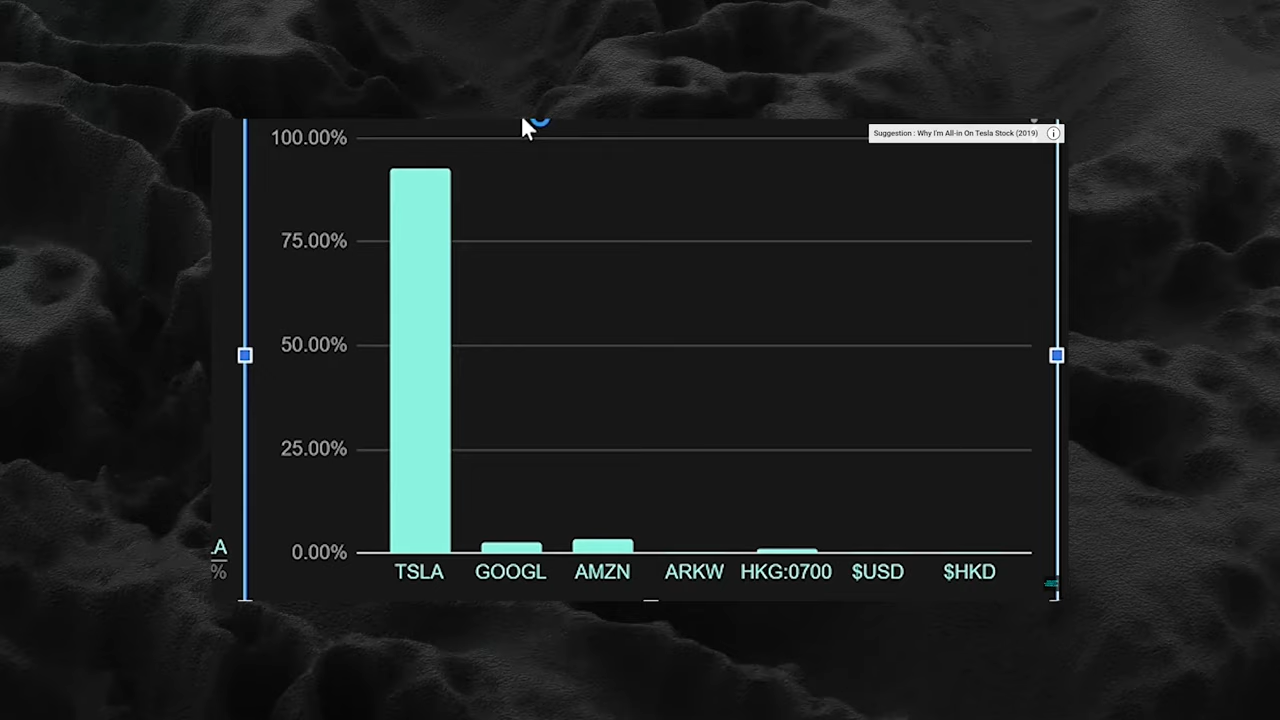 100.00%
Suggestion : Why I'm All-in On Tesla Stock (2019)
75.00%
50.00%
25.00%
0.00%
TSLA GOOGL AMZN ARKW HKG:0700 $USD $HKD
.A
%